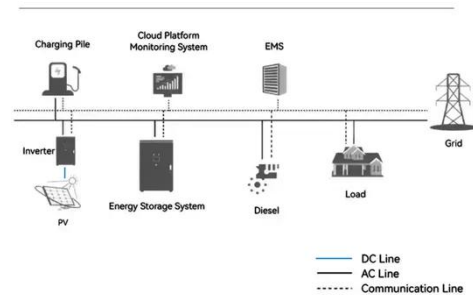 Charging Pile
Cloud Platform
Monitoring System
EMS
Grid
Inverter
PV
Energy Storage System
Diesel
Load
DC Line
AC Line
Communication Line